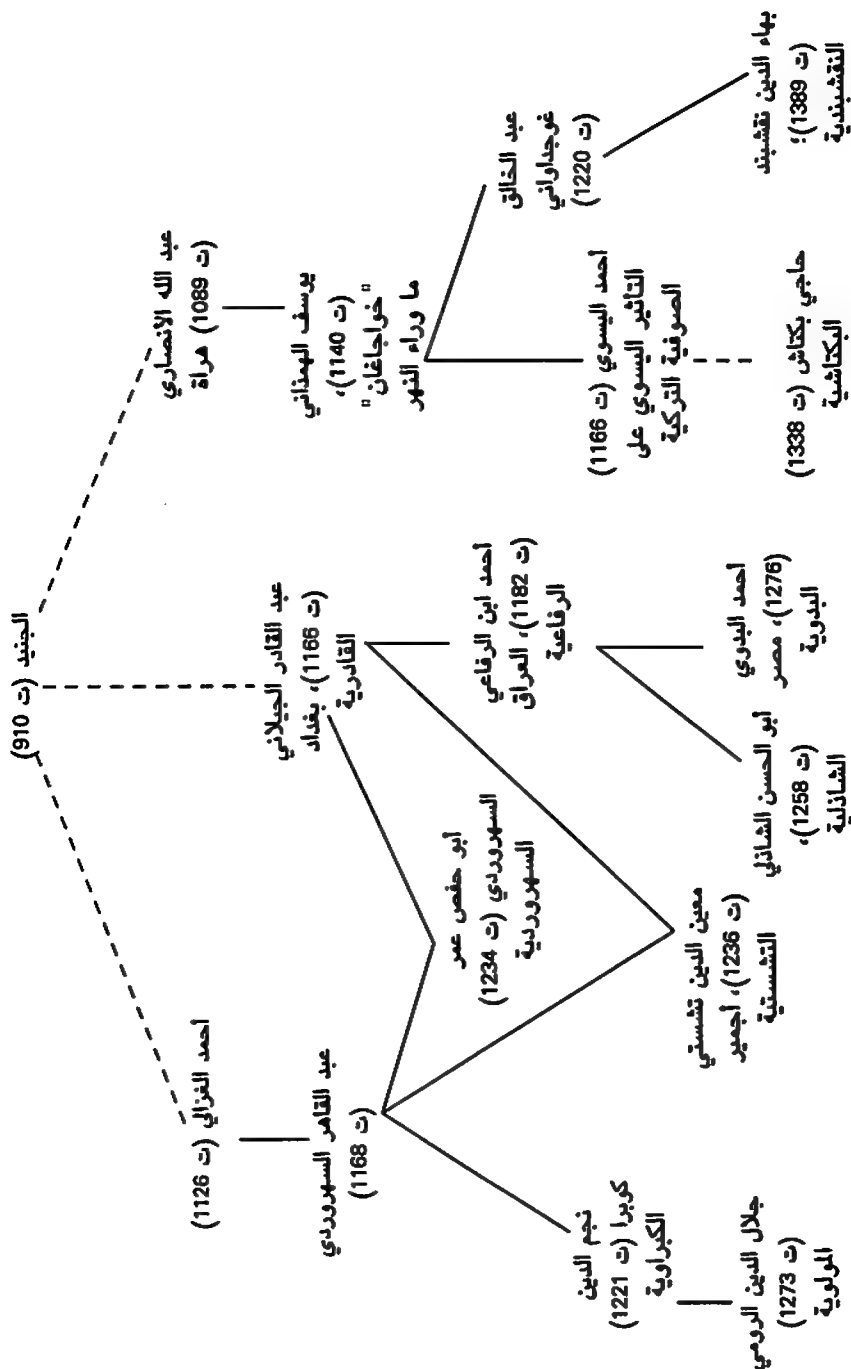 الجنيد (ت 910)
عبد الله الانصاري
(ت 1089) هراة
عبد القادر الجيلاني
(ت 1166)، بغداد
القادرية
أحمد الغزالي (ت 1126)
يوسف الهمذاني
(ت 1140)،
"خواجاغان"
ما وراء النهر
عبد القاهر السهروردي
(ت 1168)
عبد الخالق
غوجداواني
(ت 1220)
أحمد ابن الرفاعي
(ت 1182)، العراق
الرفاعية
أبو حفص عمر
السهروردي (ت 1234)
السهروردية
أحمد اليسوي (ت 1166)
التأثير اليسوي على
الصوفية التركية
نجم الدين
كوبرا (ت 1221)
الكبراوية
معين الدين تشستي
(ت 1236)، أجمير
التشستية
بهاء الدين نقشبند
(ت 1389)؛
النقشبندية
حاجي بكتاش (ت 1338)
البكتاشية
أحمد البدوي
(1276)، مصر
البدوية
أبو الحسن الشاذلي
(ت 1258)،
الشاذلية
جلال الدين الرومي
(ت 1273)
المولوية